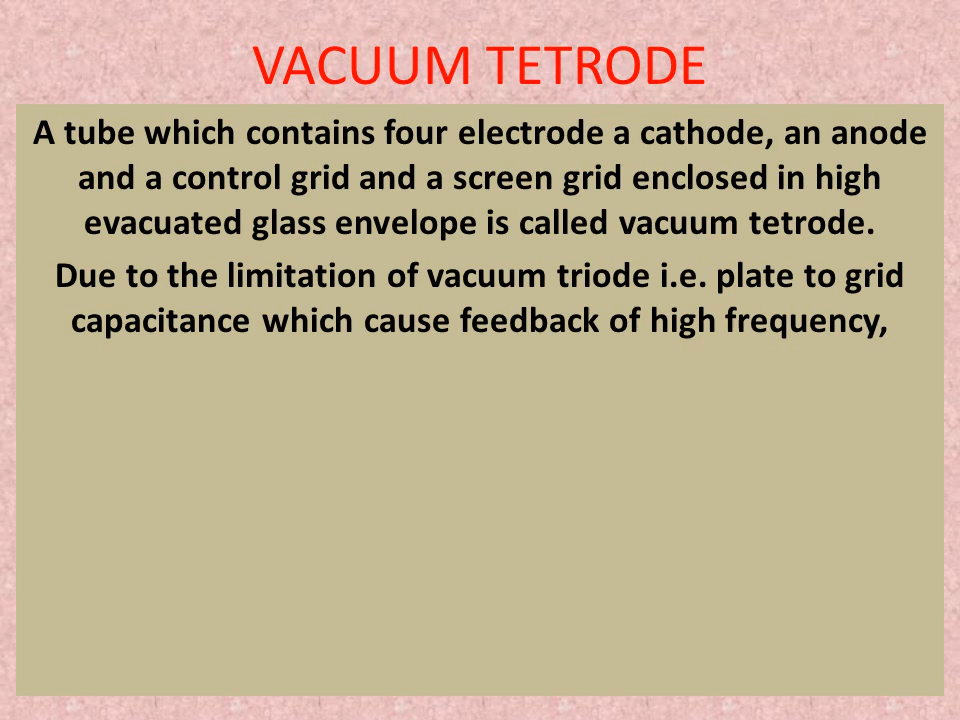 VACUUM TETRODE
A tube which contains four electrode a cathode, an anode
and a control grid and a screen grid enclosed in high
evacuated glass envelope is called vacuum tetrode.
Due to the limitation of vacuum triode i.e. plate to grid
capacitance which cause feedback of high frequency,